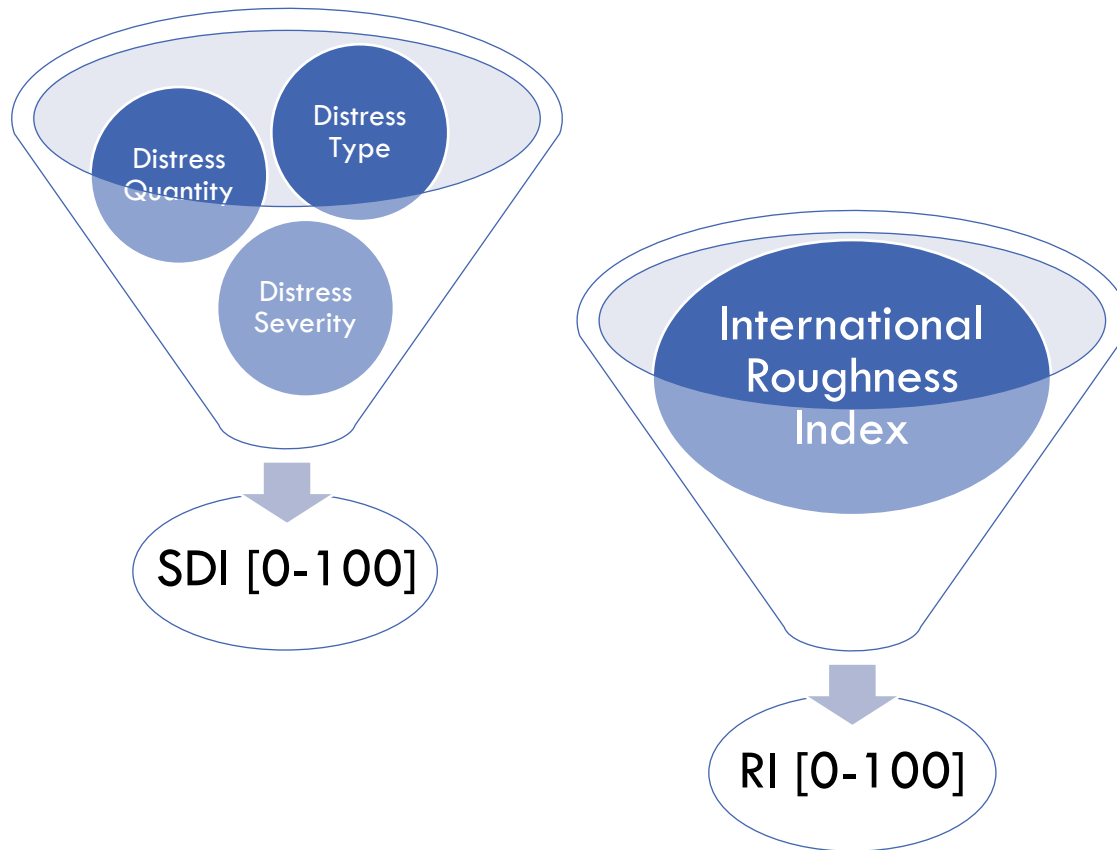 Distress
Quantity
Distress
Type
Distress
Severity
SDI [0-100]
International
Roughness
Index
RI [0-100]